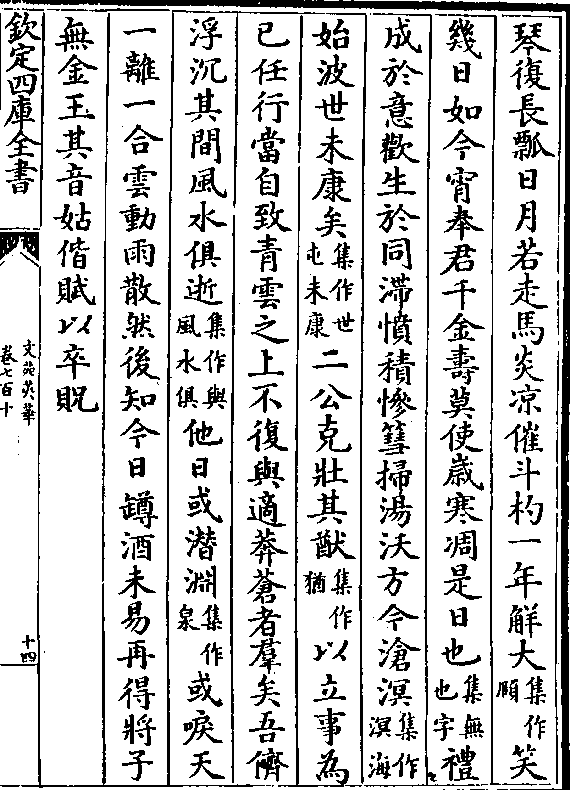 琴復長瓢日月若走馬炎凉催斗杓一年解大集作頤笑
幾日如今宵奉君千金壽莫使嵗寒凋是日也集無也字禮
成於意歡生於同滯憤積慘篲掃湯沃方今滄溟集作溟海
始波世未康矣集作世屯未康二公克壯其猷集作猶以立事為
已任行當自致青雲之上不復與適莽蒼者羣矣吾儕
浮沉其間風水俱逝集作與風水俱他日或潜淵集作泉或唳天
一離一合雲動雨散然後知今日罇酒未易再得將子
無金玉其音姑偕賦以卒貺
欽定四庫全書
文苑英華
卷七百十
十四